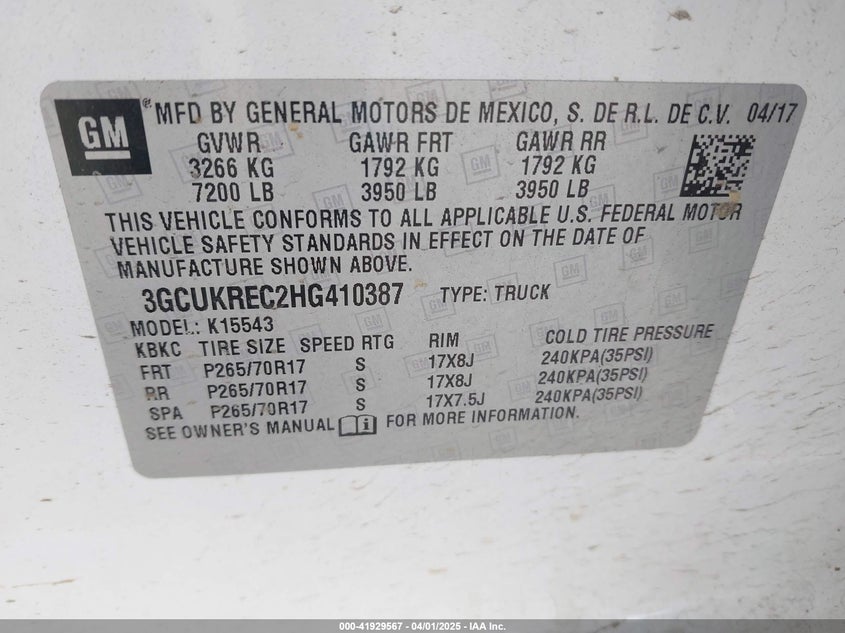 GM ® MFD BY GENERAL MOTORS DE MEXICO, S. DE R.L. DE C.V. 04/17
GVWR GAWR FRT GAWR RR
3266 KG 1792 KG 1792 KG
7200 LB 3950 LB 3950 LB
THIS VEHICLE CONFORMS TO ALL APPLICABLE U.S. FEDERAL MOTOR
VEHICLE SAFETY STANDARDS IN EFFECT ON THE DATE OF
MANUFACTURE SHOWN ABOVE.
3GCUKREC2HG410387 TYPE: TRUCK
MODEL: K15543
KBKC TIRE SIZE SPEED RTG RIM COLD TIRE PRESSURE
FRT P265/70R17 S 17X8J 240KPA(35PSI)
RR P265/70R17 S 17X8J 240KPA(35PSI)
SPA P265/70R17 S 17X7.5J 240KPA(35PSI)
SEE OWNER'S MANUAL i FOR MORE INFORMATION.
000-41929567 - 04/01/2025 - IAA Inc.